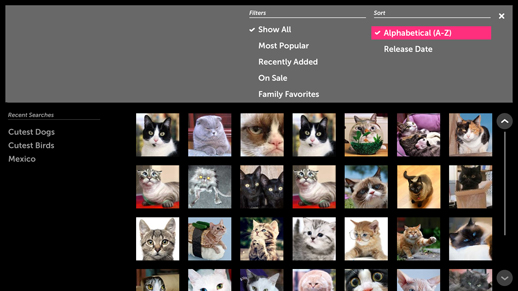 Filters
Show All
Most Popular
Recently Added
On Sale
Family Favorites
Sort
Alphabetical (A-Z)
Release Date
Recent Searches
Cutest Dogs
Cutest Birds
Mexico